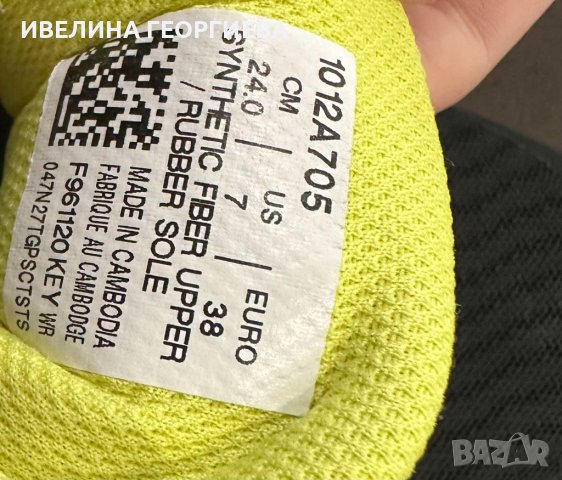 ИВЕЛИНА ГЕОРГИЕВА
1012A705
CM | US | EURO
24.0 | 7 | 38
SYNTHETIC FIBER UPPER
/ RUBBER SOLE
MADE IN CAMBODIA
FABRIQUE AU CAMBODGE
F961120 KEY WR
047N27TGPSCTSTS
BAZAR